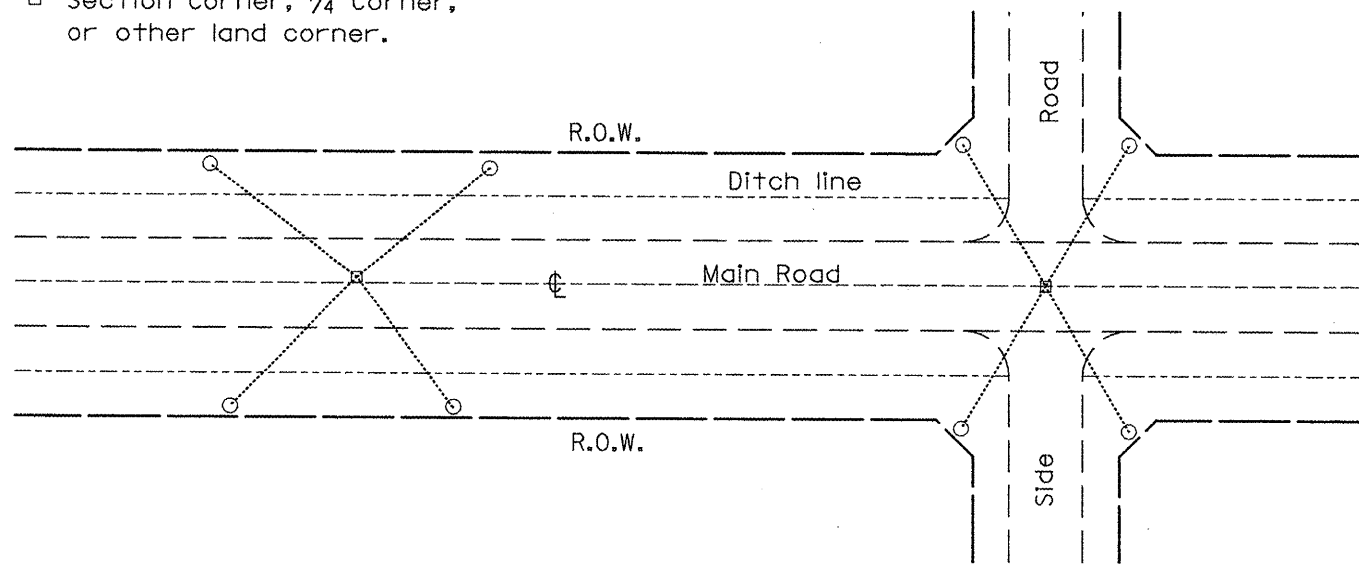 □ Section corner, 1/4 corner,
or other land corner.
Road
R.O.W.
Ditch line
℄
Main Road
R.O.W.
Side